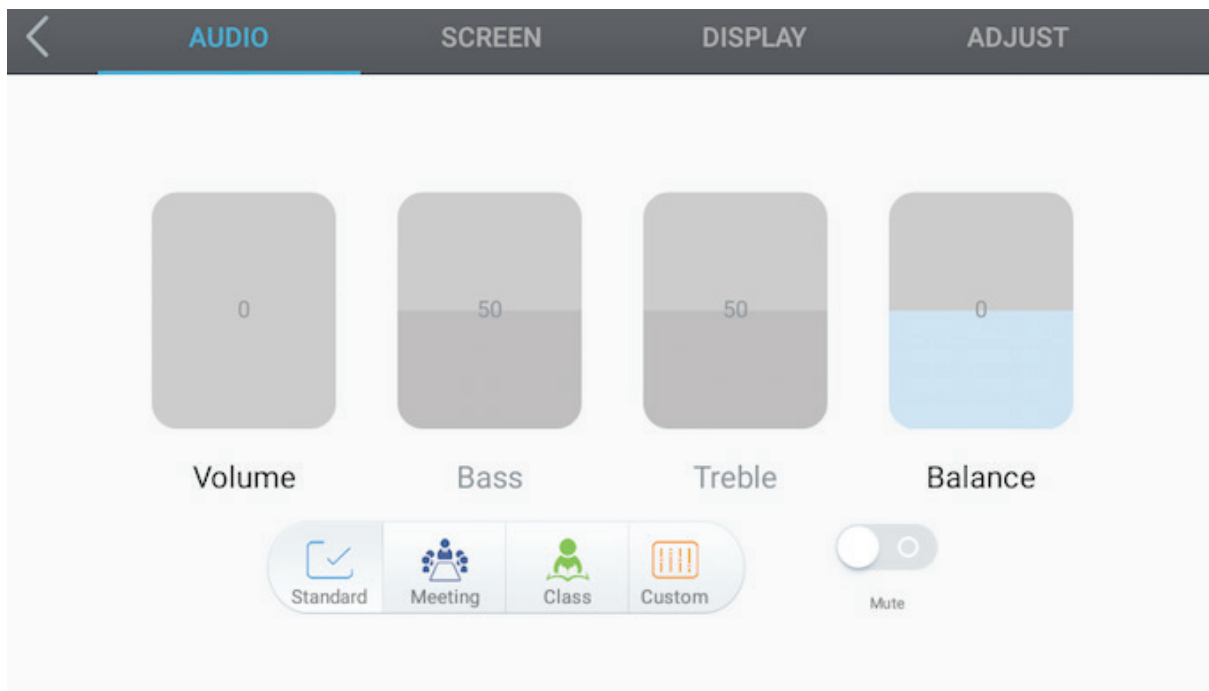 AUDIO SCREEN DISPLAY ADJUST
0 50 50 0
Volume Bass Treble Balance
Standard Meeting Class Custom
Mute